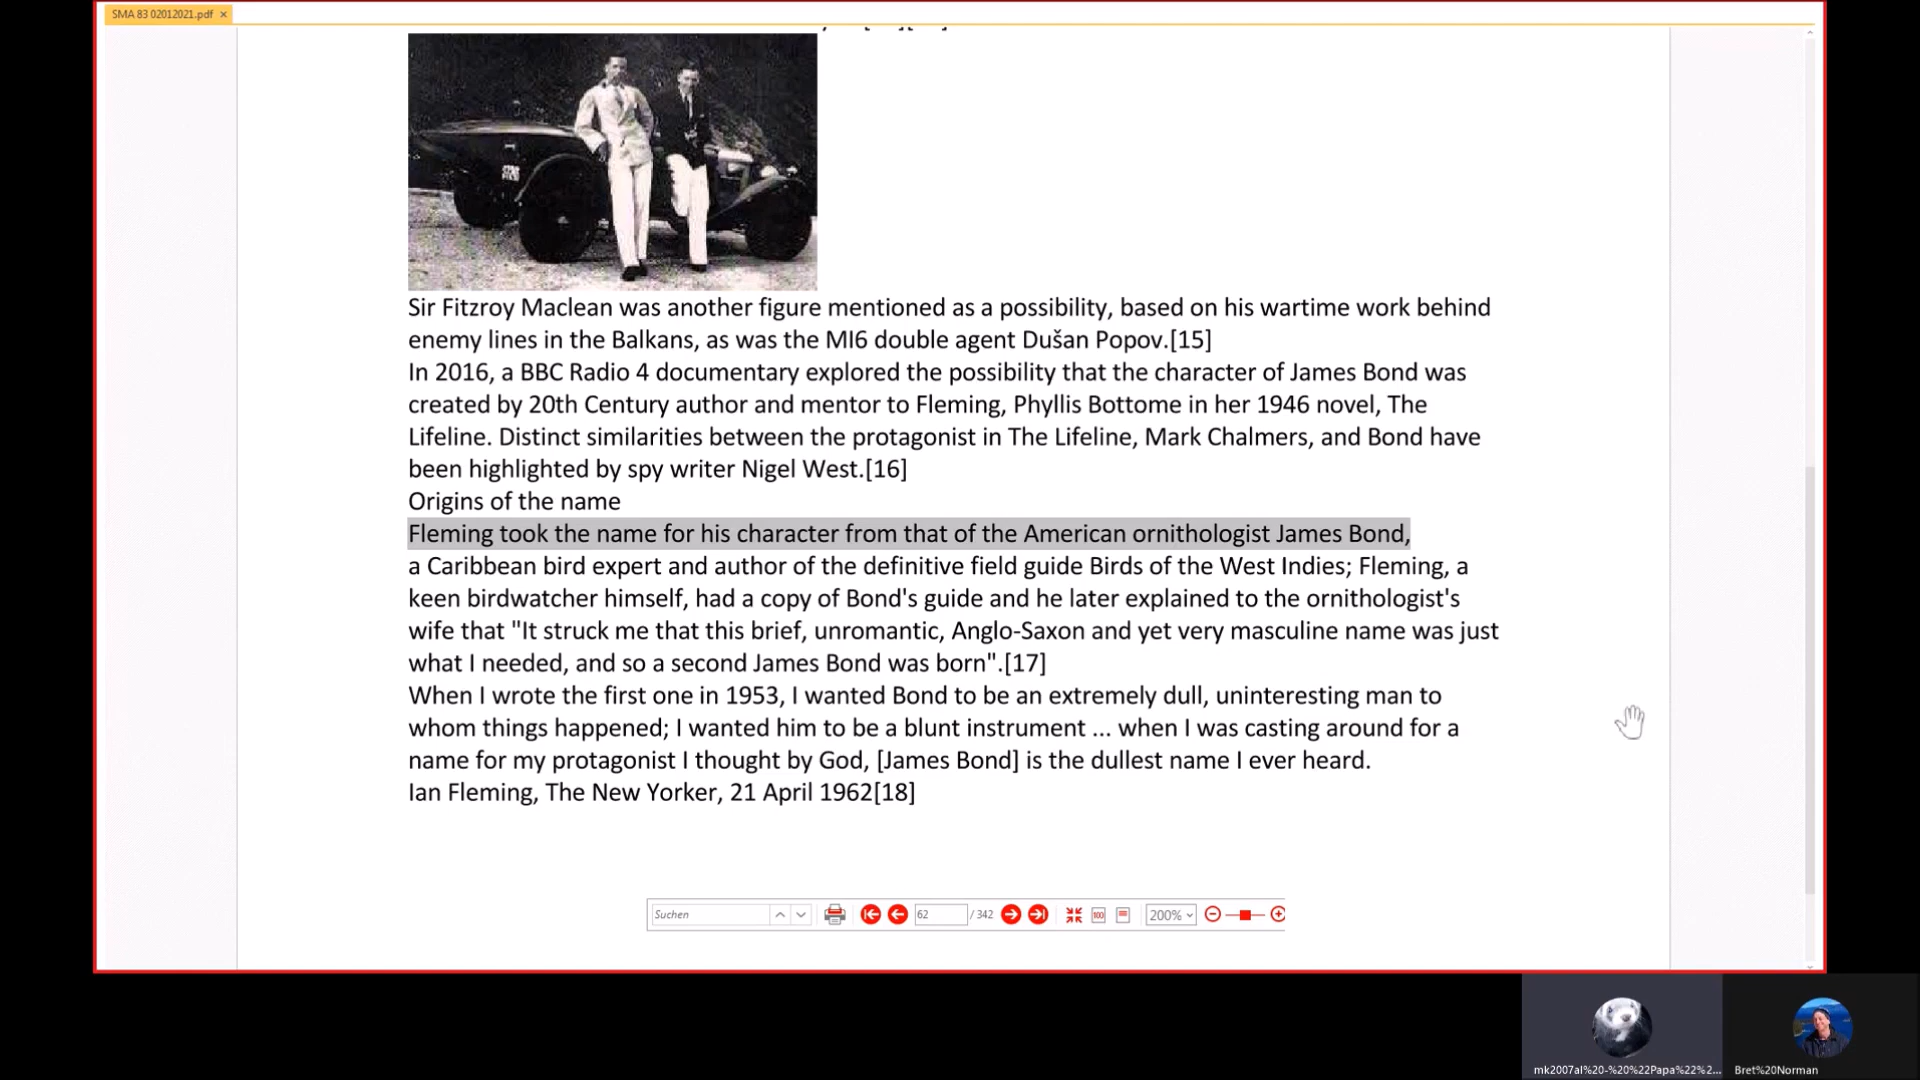 SMA 83 02012021.pdf
Sir Fitzroy Maclean was another figure mentioned as a possibility, based on his wartime work behind
enemy lines in the Balkans, as was the MI6 double agent Dušan Popov.[15]
In 2016, a BBC Radio 4 documentary explored the possibility that the character of James Bond was
created by 20th Century author and mentor to Fleming, Phyllis Bottome in her 1946 novel, The
Lifeline. Distinct similarities between the protagonist in The Lifeline, Mark Chalmers, and Bond have
been highlighted by spy writer Nigel West.[16]
Origins of the name
Fleming took the name for his character from that of the American ornithologist James Bond,
a Caribbean bird expert and author of the definitive field guide Birds of the West Indies; Fleming, a
keen birdwatcher himself, had a copy of Bond's guide and he later explained to the ornithologist's
wife that "It struck me that this brief, unromantic, Anglo-Saxon and yet very masculine name was just
what I needed, and so a second James Bond was born".[17]
When I wrote the first one in 1953, I wanted Bond to be an extremely dull, uninteresting man to
whom things happened; I wanted him to be a blunt instrument ... when I was casting around for a
name for my protagonist I thought by God, [James Bond] is the dullest name I ever heard.
Ian Fleming, The New Yorker, 21 April 1962[18]
Suchen 62 / 342 200%
mk2007al%20-%20%22Papa%22%2... Bret%20Norman